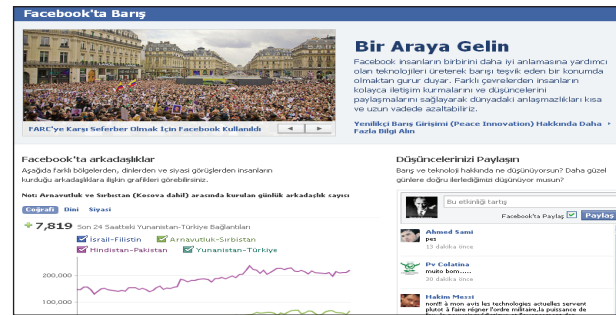 Facebook'ta Barış
Bir Araya Gelin
Facebook insanların birbirini daha iyi anlamasına yardımcı
olan teknolojileri üreterek barışı teşvik eden bir konumda
olmaktan gurur duyar. Farklı çevrelerden insanların
kolayca iletişim kurmalarını ve düşüncelerini
paylaşmalarını sağlayarak dünyadaki anlaşmazlıkları kısa
ve uzun vadede azaltabiliriz.
Yenilikçi Barış Girişimi (Peace Innovation) Hakkında Daha
Fazla Bilgi Alın
FARC'ye Karşı Seferber Olmak İçin Facebook Kullanıldı
Facebook'ta arkadaşlıklar
Aşağıda farklı bölgelerden, dinlerden ve siyasi görüşlerden insanların
kurduğu arkadaşlıklara ilişkin grafikleri görebilirsiniz.
Not: Arnavutluk ve Sırbıstan (Kosova dahil) arasında kurulan günlük arkadaşlık sayısı
Coğrafi Dini Siyasi
7,819 Son 24 Saatteki Yunanistan-Türkiye Bağlantıları
İsrail-Filistin Arnavutluk-Sırbistan
Hindistan-Pakistan Yunanistan-Türkiye
200,000
100,000
Düşüncelerinizi Paylaşın
Barış ve teknoloji hakkında ne düşünüyorsun? Daha güzel
günlere doğru ilerlediğimizi düşünüyor musun?
Bu etkinliği tartış
Facebook'ta Paylaş Paylaş
Ahmed Sami
pes
13 dakika önce
Pv Colatina
muito bom.....
30 dakika önce
Hakim Messi
non!! à mon avis les technologies actuelles servent
plutot à faire régner l'ordre militaire,la puissance de